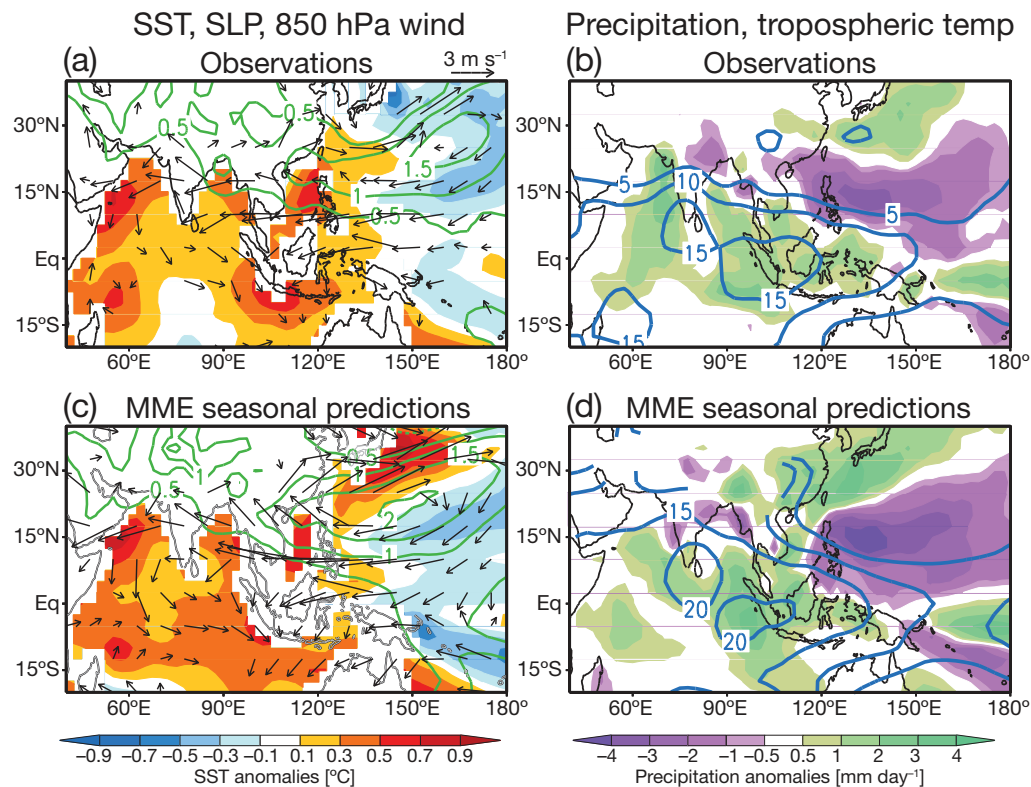 SST, SLP, 850 hPa wind
Precipitation, tropospheric temp
(a) Observations 3 m s⁻¹
0.5 0.5 1.5 1 0.5
30ºN
15ºN
Eq
15ºS
60ºE 90ºE 120ºE 150ºE 180º
(b) Observations
5 10 5 15 15 15
30ºN
15ºN
Eq
15ºS
60ºE 90ºE 120ºE 150ºE 180º
(c) MME seasonal predictions
1 0.5 0.5 1 1.5 2 1
30ºN
15ºN
Eq
15ºS
60ºE 90ºE 120ºE 150ºE 180º
(d) MME seasonal predictions
15 20 20
30ºN
15ºN
Eq
15ºS
60ºE 90ºE 120ºE 150ºE 180º
−0.9 −0.7 −0.5 −0.3 −0.1 0.1 0.3 0.5 0.7 0.9
SST anomalies [ºC]
−4 −3 −2 −1 −0.5 0.5 1 2 3 4
Precipitation anomalies [mm day⁻¹]